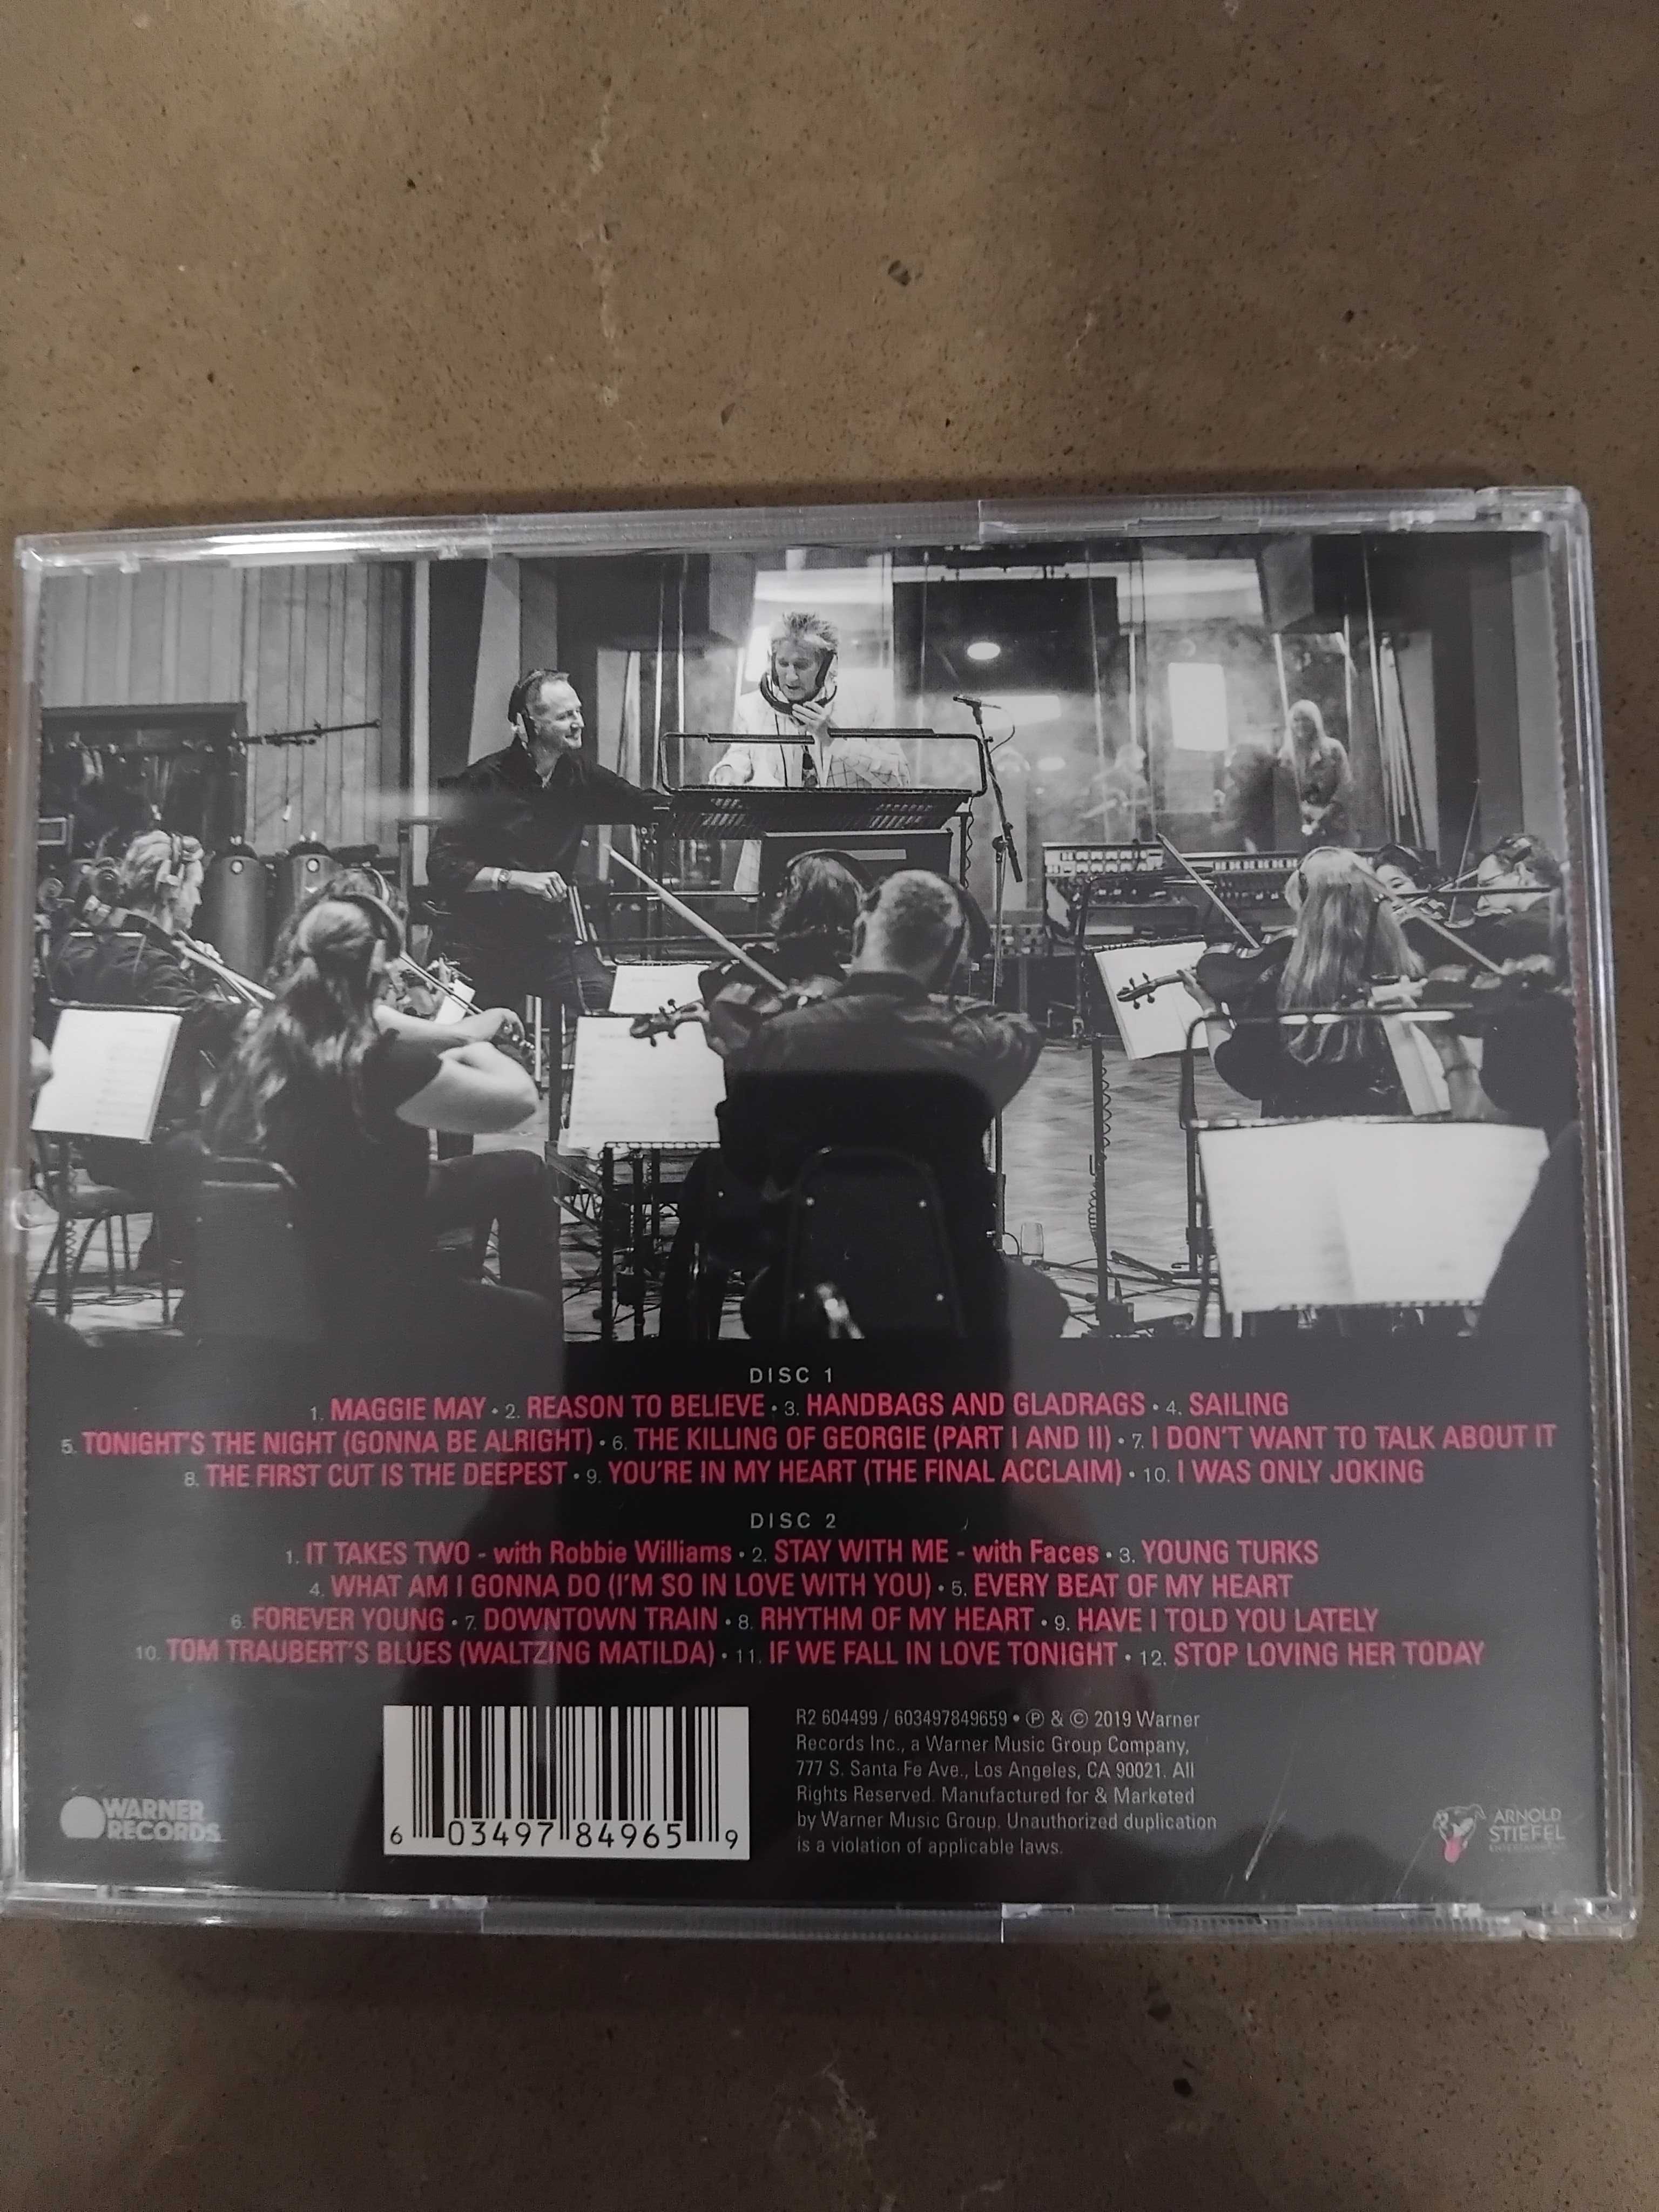 DISC 1
1. MAGGIE MAY • 2. REASON TO BELIEVE • 3. HANDBAGS AND GLADRAGS • 4. SAILING
5. TONIGHT'S THE NIGHT (GONNA BE ALRIGHT) • 6. THE KILLING OF GEORGIE (PART I AND II) • 7. I DON'T WANT TO TALK ABOUT IT
8. THE FIRST CUT IS THE DEEPEST • 9. YOU'RE IN MY HEART (THE FINAL ACCLAIM) • 10. I WAS ONLY JOKING
DISC 2
1. IT TAKES TWO - with Robbie Williams • 2. STAY WITH ME - with Faces • 3. YOUNG TURKS
4. WHAT AM I GONNA DO (I'M SO IN LOVE WITH YOU) • 5. EVERY BEAT OF MY HEART
6. FOREVER YOUNG • 7. DOWNTOWN TRAIN • 8. RHYTHM OF MY HEART • 9. HAVE I TOLD YOU LATELY
10. TOM TRAUBERT'S BLUES (WALTZING MATILDA) • 11. IF WE FALL IN LOVE TONIGHT • 12. STOP LOVING HER TODAY
WARNER
RECORDS
6 03497 84965 9
R2 604499 / 603497849659 • ℗ & © 2019 Warner
Records Inc., a Warner Music Group Company,
777 S. Santa Fe Ave., Los Angeles, CA 90021. All
Rights Reserved. Manufactured for & Marketed
by Warner Music Group. Unauthorized duplication
is a violation of applicable laws.
ARNOLD
STIEFEL